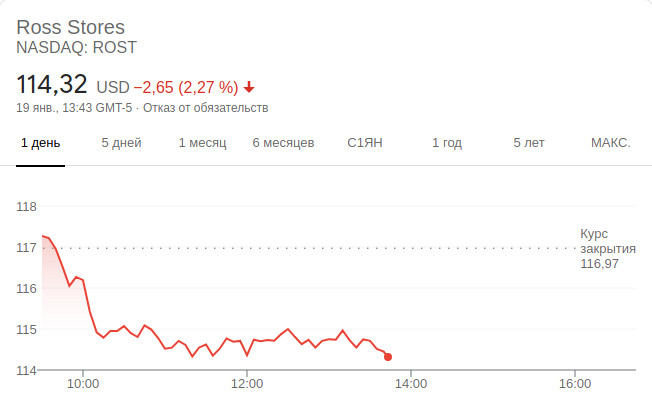 Ross Stores
NASDAQ: ROST
114,32 USD −2,65 (2,27 %)
19 янв., 13:43 GMT-5 · Отказ от обязательств
1 день 5 дней 1 месяц 6 месяцев С1ЯН 1 год 5 лет МАКС.
118
117
116
115
114
Курс
закрытия
116,97
10:00 12:00 14:00 16:00